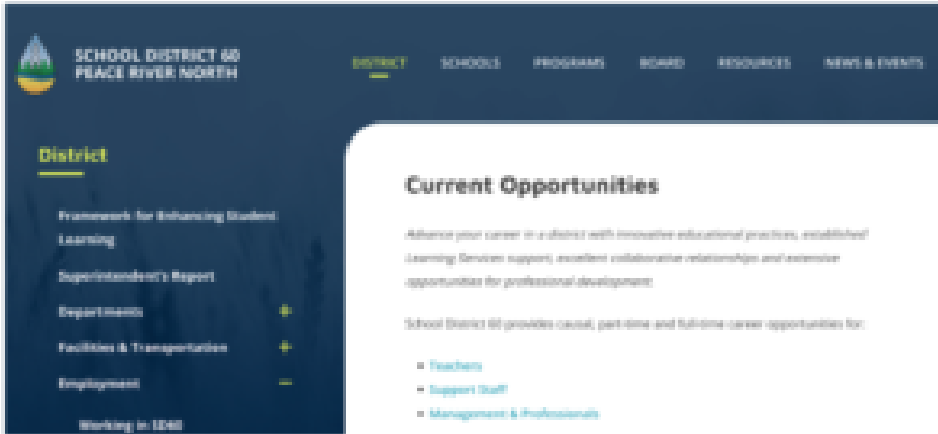 SCHOOL DISTRICT 60
PEACE RIVER NORTH
DISTRICT SCHOOLS PROGRAMS BOARD RESOURCES NEWS & EVENTS
District
Framework for Enhancing Student
Learning
Superintendent's Report
Departments +
Facilities & Transportation +
Employment −
Working in SD60
Current Opportunities
Advance your career in a district with innovative educational practices, established
Learning Services support, excellent collaborative relationships and extensive
opportunities for professional development.
School District 60 provides causal, part-time and full-time career opportunities for:
Teachers
Support Staff
Management & Professionals